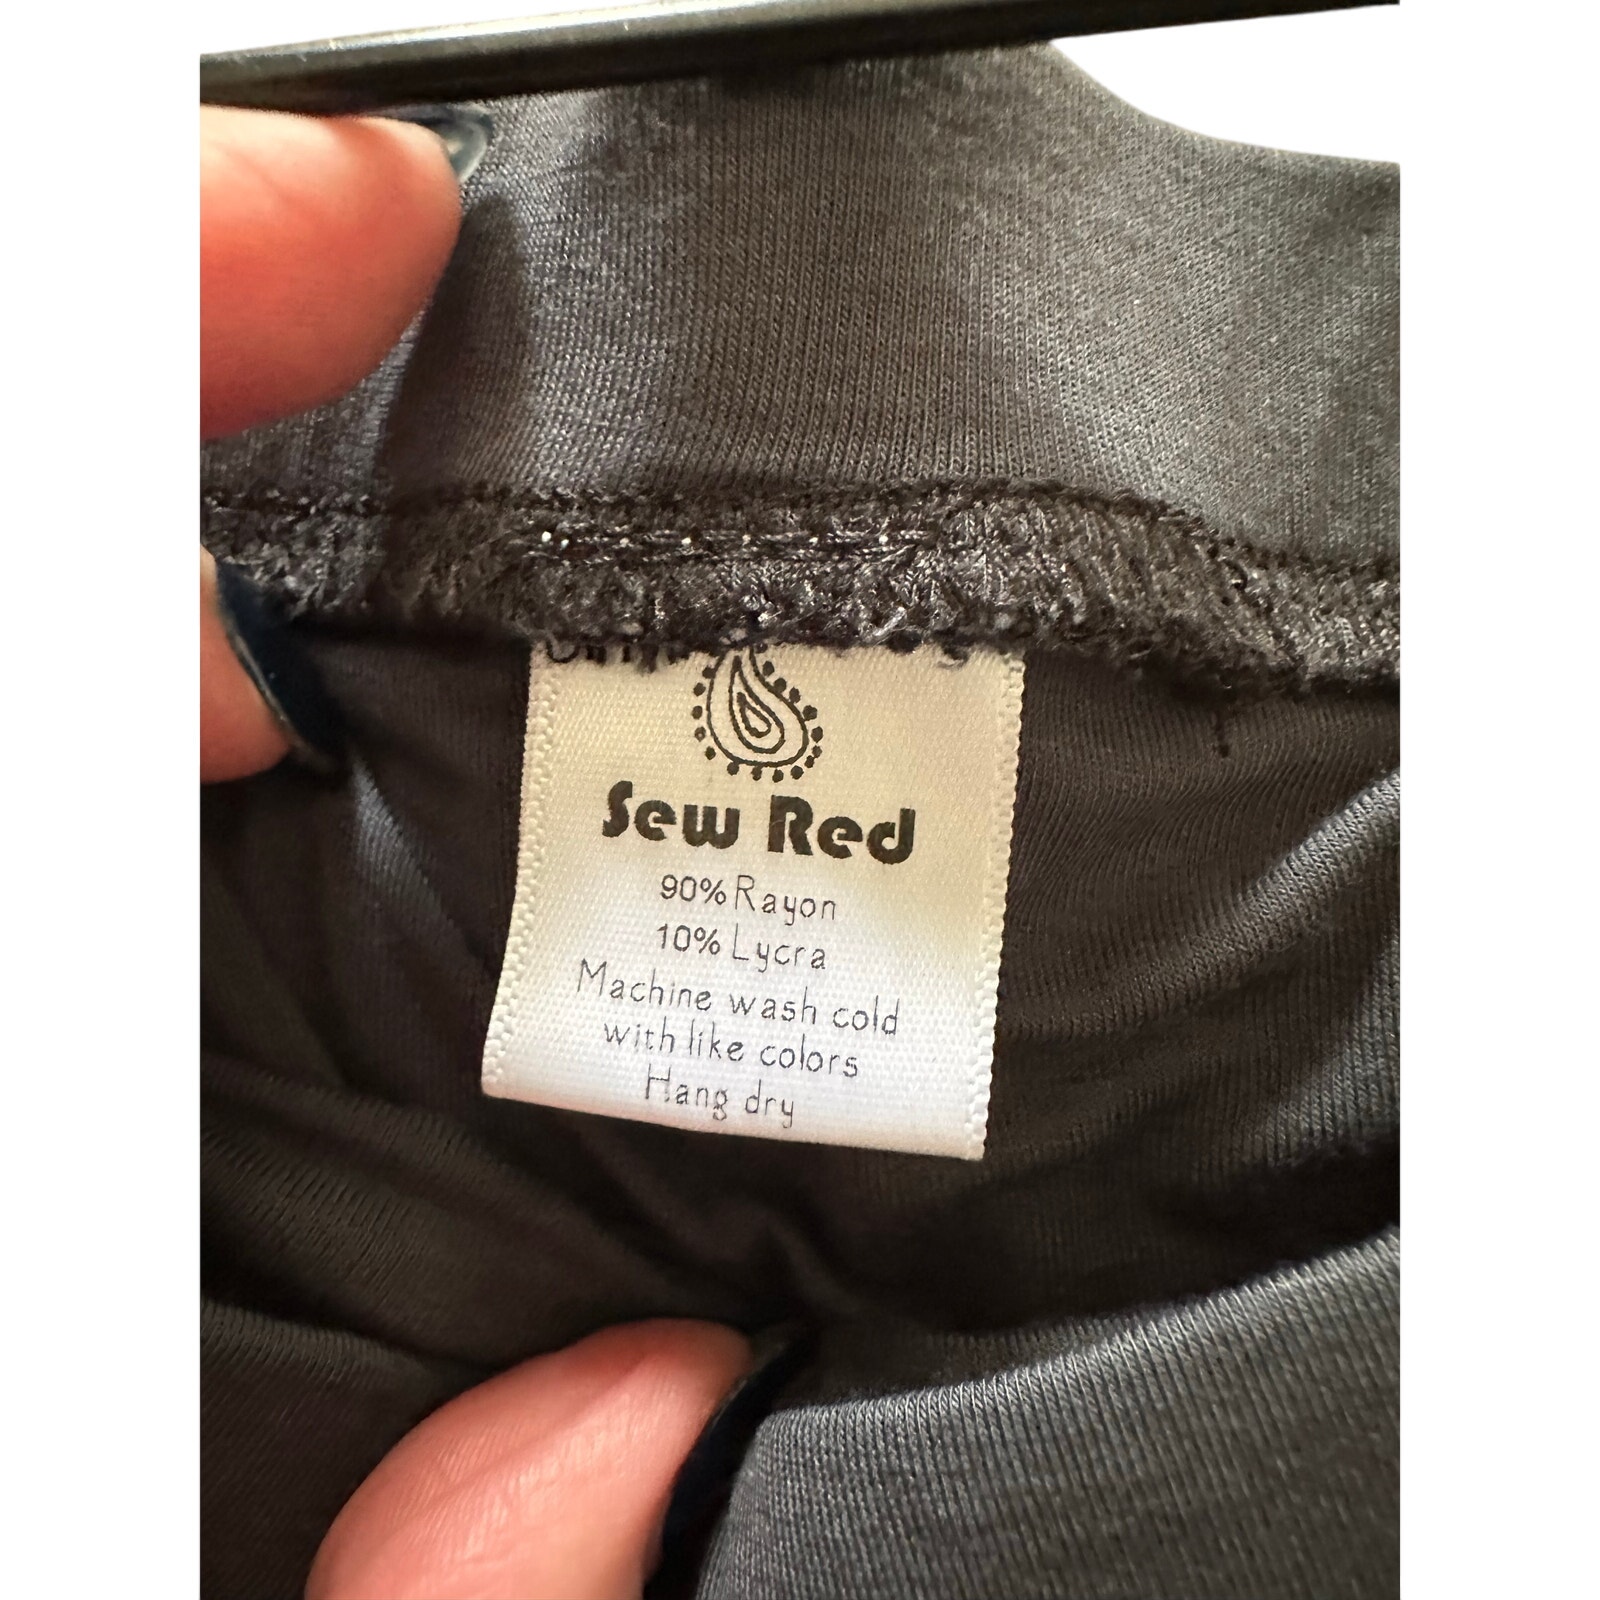 Sew Red
90% Rayon
10% Lycra
Machine wash cold
with like colors
Hang dry